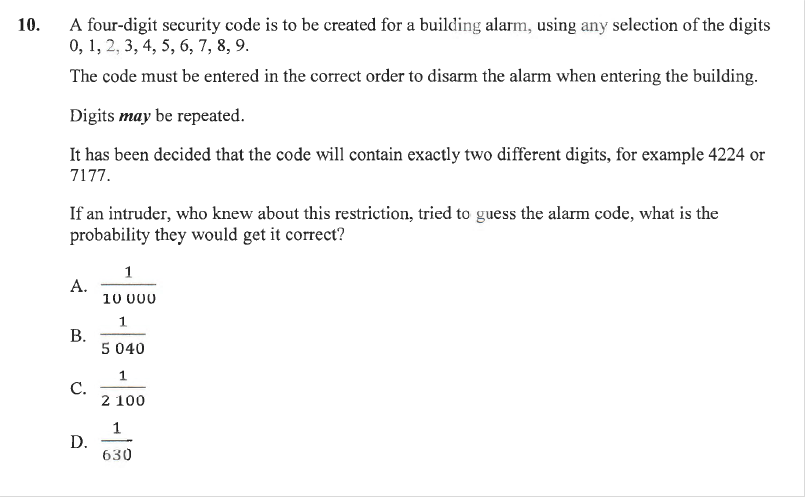 10. A four-digit security code is to be created for a building alarm, using any selection of the digits
0, 1, 2, 3, 4, 5, 6, 7, 8, 9.
The code must be entered in the correct order to disarm the alarm when entering the building.
Digits may be repeated.
It has been decided that the code will contain exactly two different digits, for example 4224 or
7177.
If an intruder, who knew about this restriction, tried to guess the alarm code, what is the
probability they would get it correct?
A. 1
10 000
B. 1
5 040
C. 1
2 100
D. 1
630